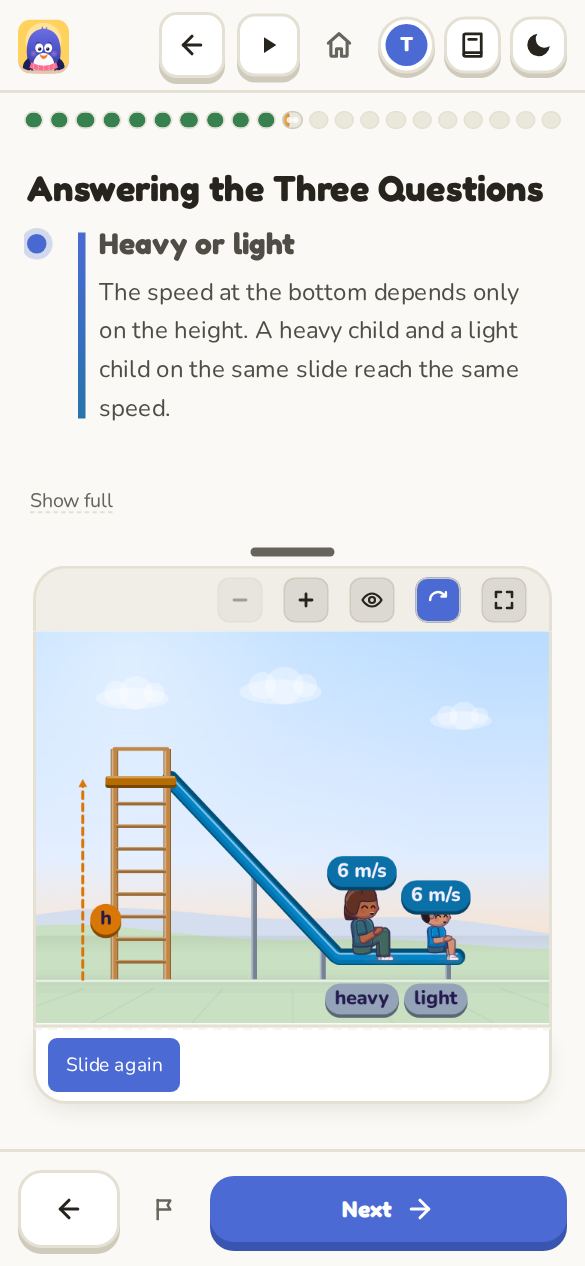 T
Answering the Three Questions
Heavy or light
The speed at the bottom depends only
on the height. A heavy child and a light
child on the same slide reach the same
speed.
Show full
6 m/s
6 m/s
h
heavy light
Slide again
Next